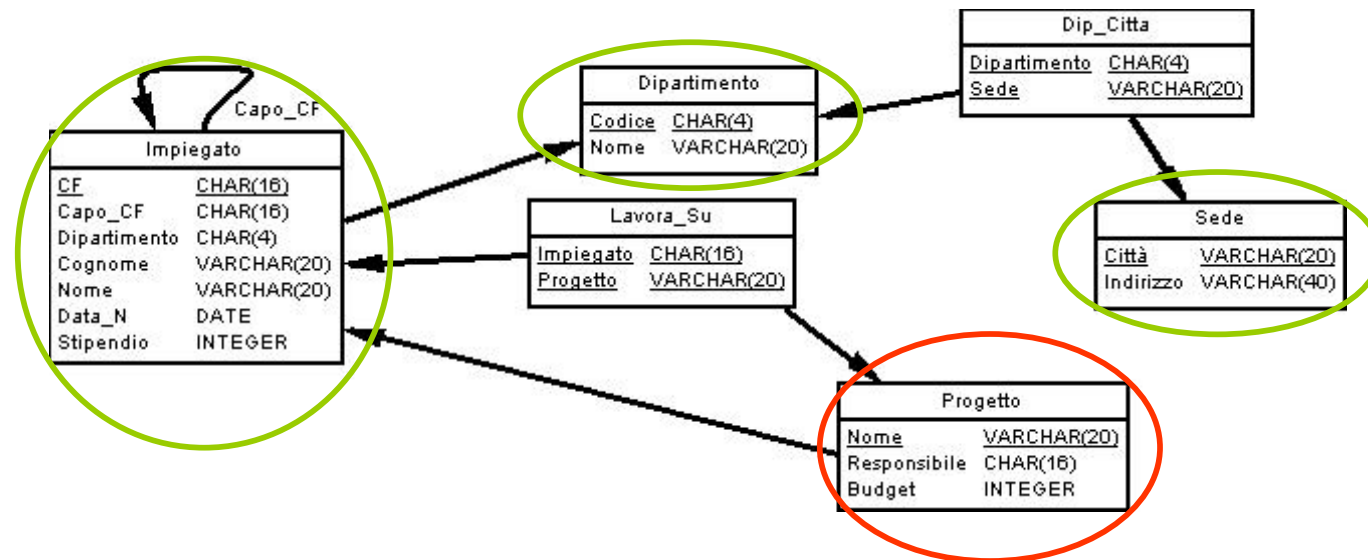 Dip_Citta
Dipartimento CHAR(4)
Sede VARCHAR(20)
Dipartimento
Codice CHAR(4)
Nome VARCHAR(20)
Capo_CF
Impiegato
CF CHAR(16)
Capo_CF CHAR(16)
Dipartimento CHAR(4)
Cognome VARCHAR(20)
Nome VARCHAR(20)
Data_N DATE
Stipendio INTEGER
Lavora_Su
Impiegato CHAR(16)
Progetto VARCHAR(20)
Sede
Città VARCHAR(20)
Indirizzo VARCHAR(40)
Progetto
Nome VARCHAR(20)
Responsibile CHAR(16)
Budget INTEGER